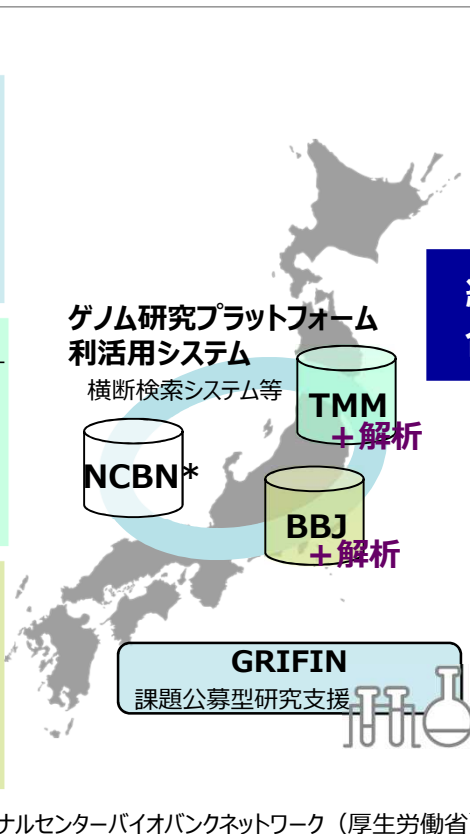 ゲノム研究プラットフォーム
利活用システム
横断検索システム等
TMM
＋解析
NCBN*
BBJ
＋解析
GRIFIN
課題公募型研究支援
ナルセンターバイオバンクネットワーク（厚生労働省